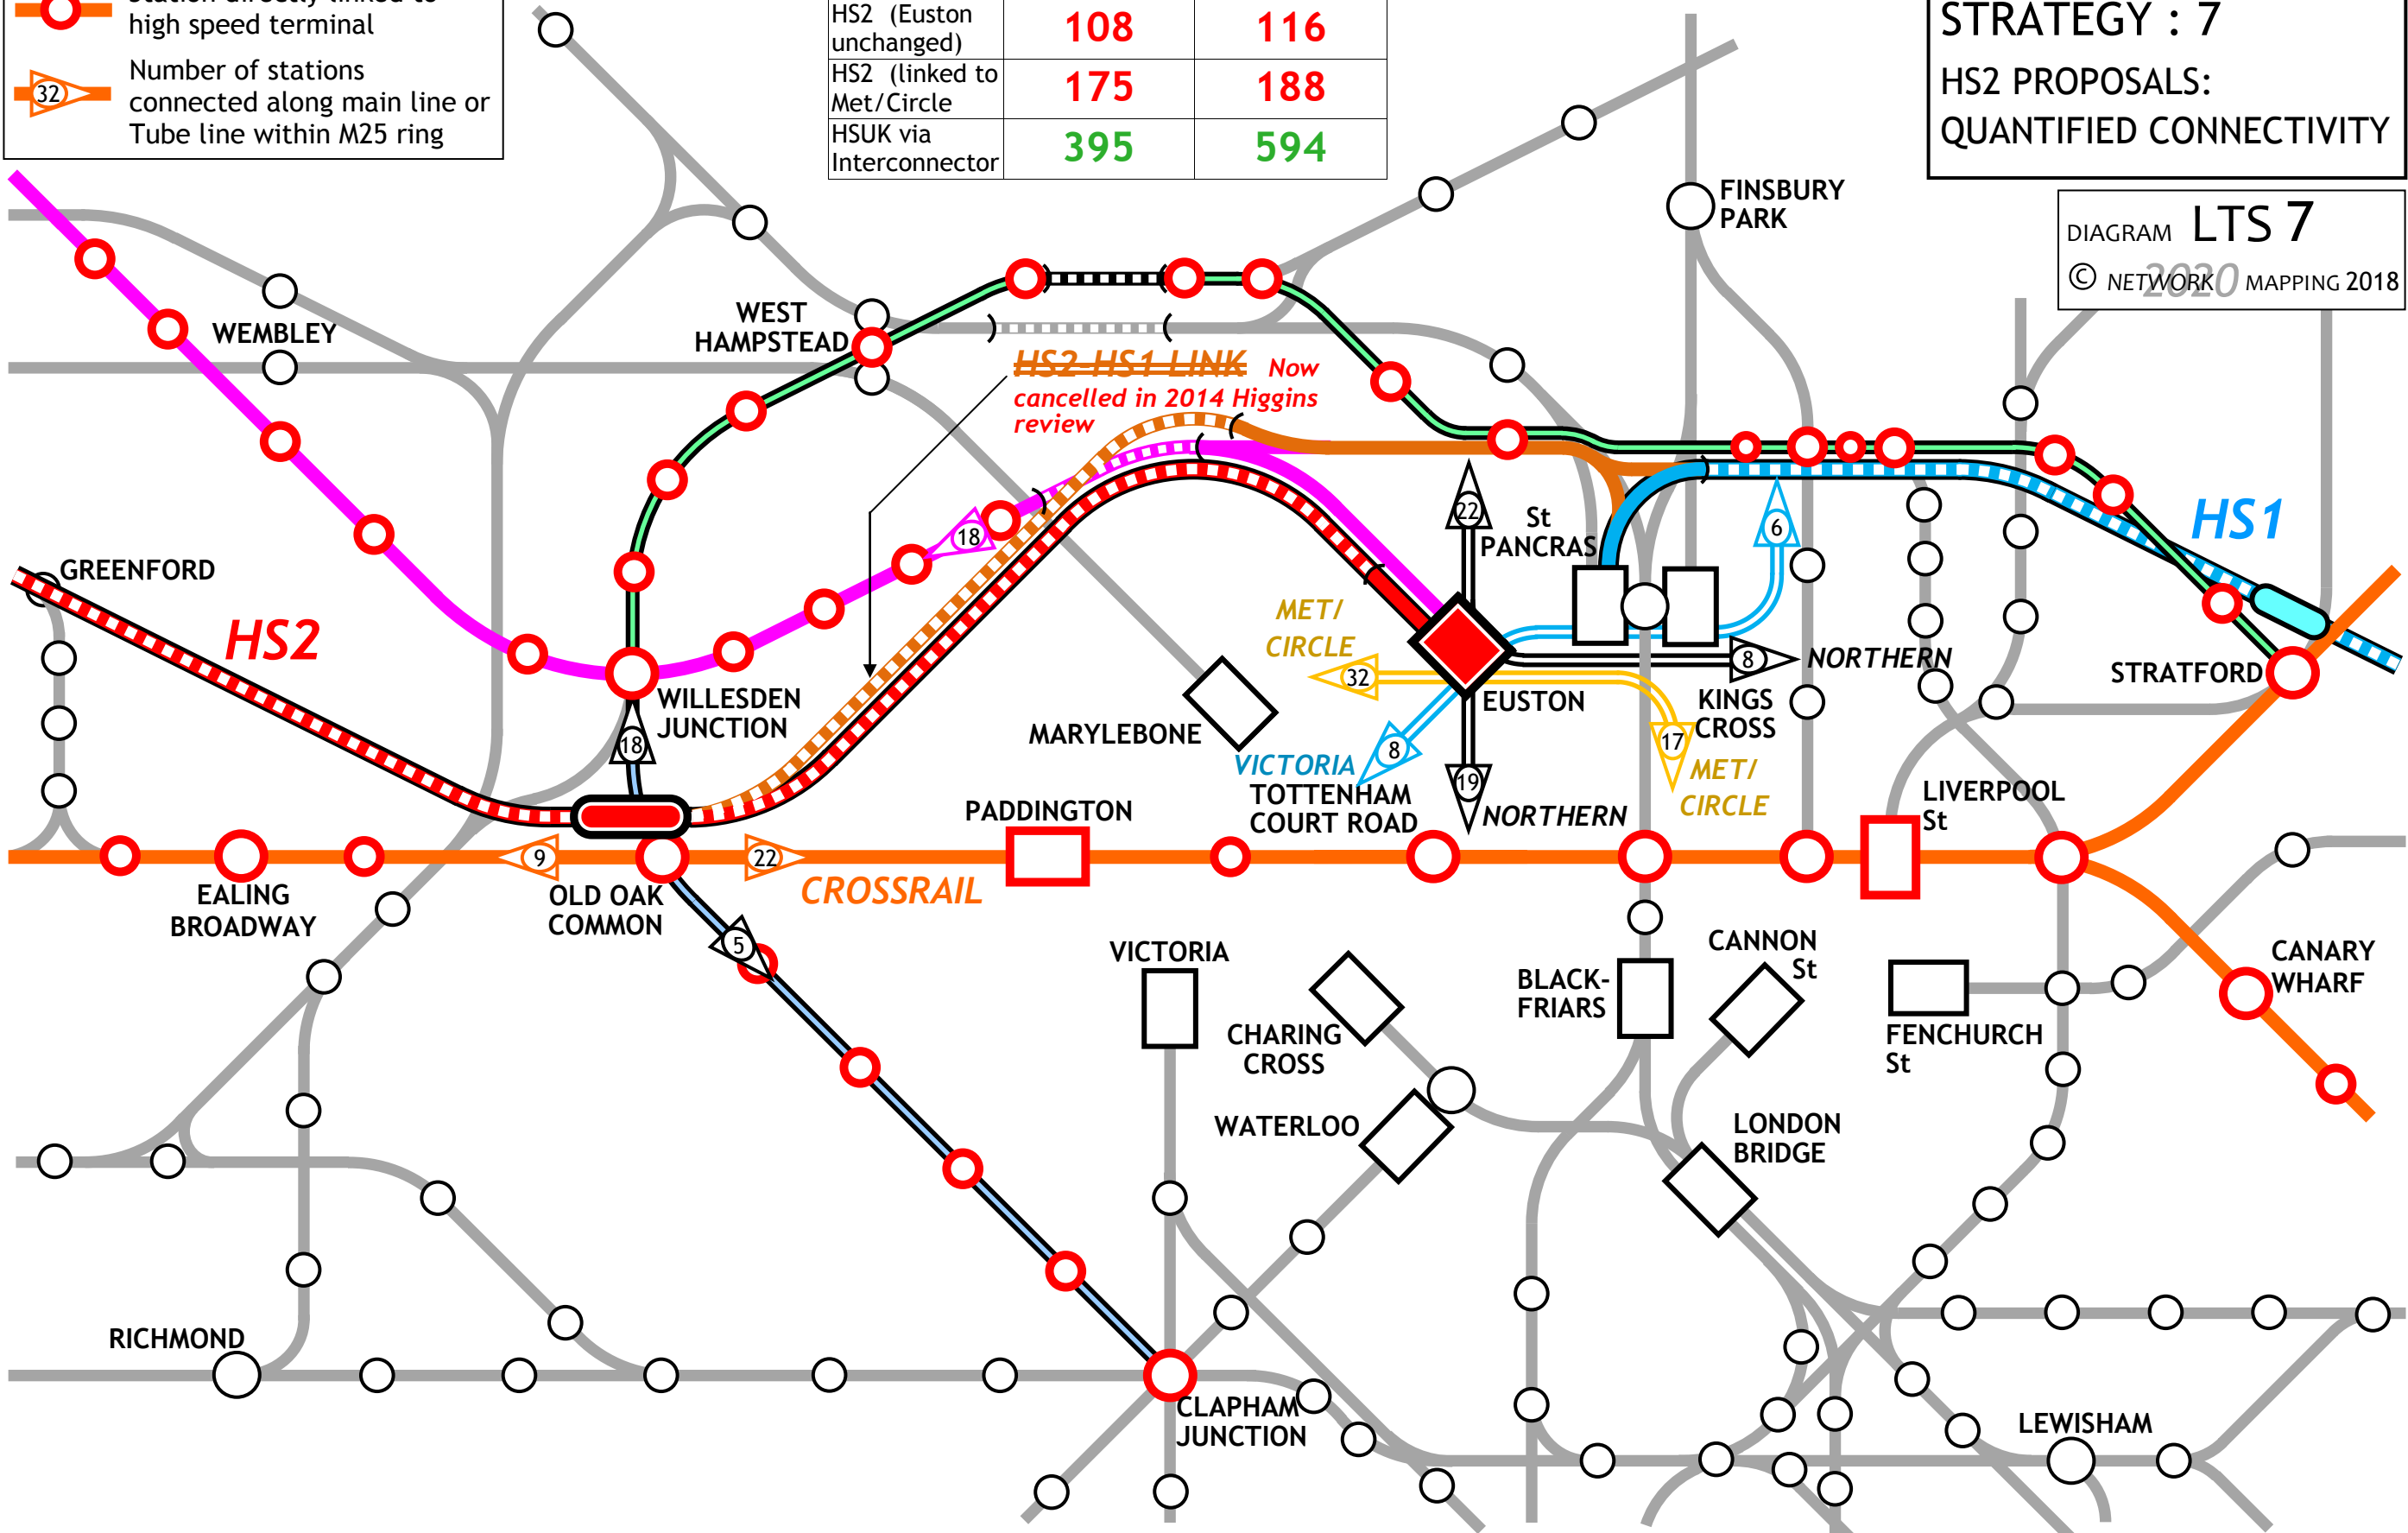 Station directly linked to
high speed terminal
32
Number of stations
connected along main line or
Tube line within M25 ring
HS2 (Euston
unchanged)
108
116
HS2 (linked to
Met/Circle
175
188
HSUK via
Interconnector
395
594
STRATEGY : 7
HS2 PROPOSALS:
QUANTIFIED CONNECTIVITY
DIAGRAM LTS 7
© NETWORK 2020 MAPPING 2018
FINSBURY
PARK
WEMBLEY
WEST
HAMPSTEAD
HS2-HS1 LINK Now
cancelled in 2014 Higgins
review
GREENFORD
HS2
18
22
St
PANCRAS
6
HS1
MET/
CIRCLE
32
8
NORTHERN
EUSTON
KINGS
CROSS
STRATFORD
WILLESDEN
JUNCTION
18
MARYLEBONE
VICTORIA
8
19
NORTHERN
17
MET/
CIRCLE
TOTTENHAM
COURT ROAD
PADDINGTON
LIVERPOOL
St
9
22
CROSSRAIL
EALING
BROADWAY
OLD OAK
COMMON
5
VICTORIA
CHARING
CROSS
BLACK-
FRIARS
CANNON
St
FENCHURCH
St
CANARY
WHARF
WATERLOO
LONDON
BRIDGE
RICHMOND
CLAPHAM
JUNCTION
LEWISHAM